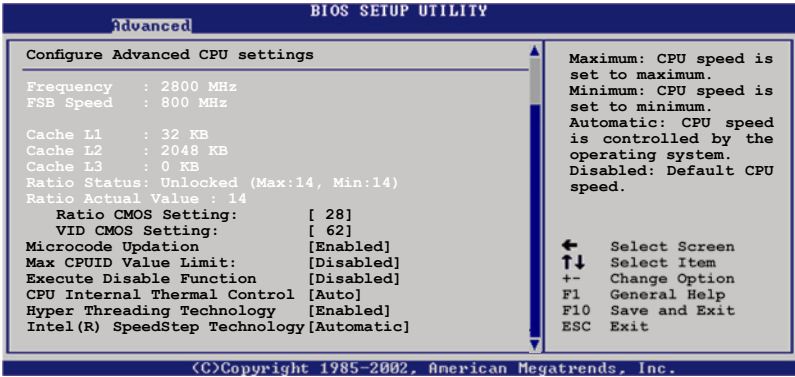 BIOS SETUP UTILITY
Advanced
Configure Advanced CPU settings
Frequency : 2800 MHz
FSB Speed : 800 MHz
Cache L1 : 32 KB
Cache L2 : 2048 KB
Cache L3 : 0 KB
Ratio Status: Unlocked (Max:14, Min:14)
Ratio Actual Value : 14
Ratio CMOS Setting: [ 28]
VID CMOS Setting: [ 62]
Microcode Updation [Enabled]
Max CPUID Value Limit: [Disabled]
Execute Disable Function [Disabled]
CPU Internal Thermal Control [Auto]
Hyper Threading Technology [Enabled]
Intel(R) SpeedStep Technology[Automatic]
Maximum: CPU speed is
set to maximum.
Minimum: CPU speed is
set to minimum.
Automatic: CPU speed
is controlled by the
operating system.
Disabled: Default CPU
speed.
← Select Screen
↑↓ Select Item
+- Change Option
F1 General Help
F10 Save and Exit
ESC Exit
(C)Copyright 1985-2002, American Megatrends, Inc.